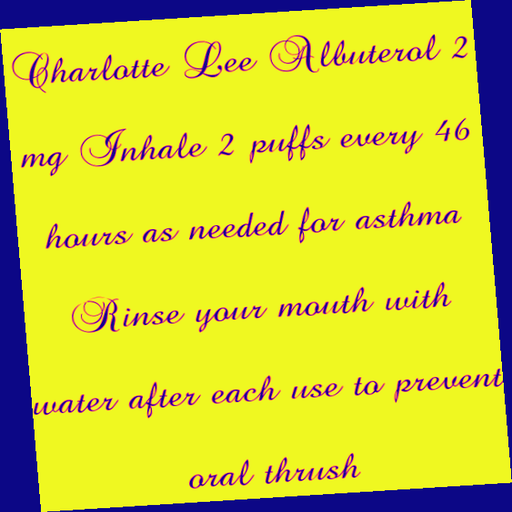 Charlotte Lee Albuterol 2
mg Inhale 2 puffs every 46
hours as needed for asthma
Rinse your mouth with
water after each use to prevent
oral thrush